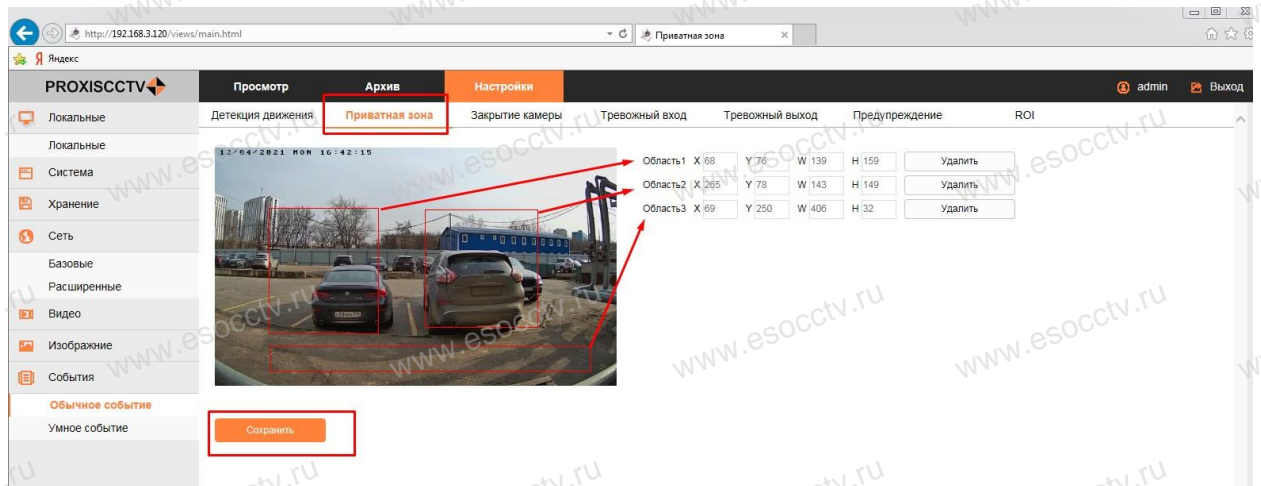 http://192.168.3.120/views/main.html
Приватная зона
Яндекс
PROXISCCTV
Просмотр Архив Настройки admin Выход
Локальные
Локальные
Система
Хранение
Сеть
Базовые
Расширенные
Видео
Изображние
События
Обычное событие
Умное событие
Детекция движения Приватная зона Закрытие камеры Тревожный вход Тревожный выход Предупреждение ROI
12/04/2021 MON 16:42:15
Область1 X 68 Y 76 W 139 H 159 Удалить
Область2 X 265 Y 78 W 143 H 149 Удалить
Область3 X 69 Y 250 W 406 H 32 Удалить
Сохранить
www.esocctv.ru